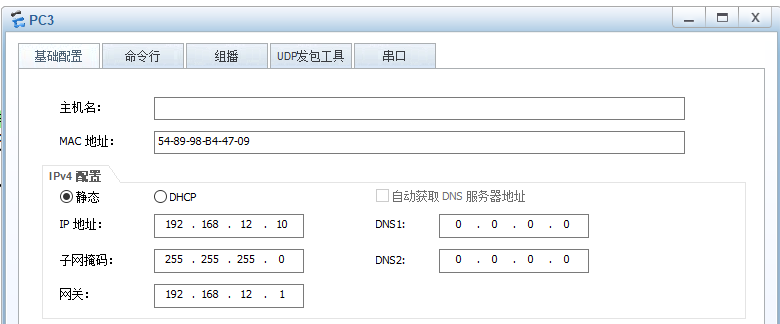 PC3
基础配置 命令行 组播 UDP发包工具 串口
主机名:
MAC 地址: 54-89-98-B4-47-09
IPv4 配置
静态 DHCP 自动获取 DNS 服务器地址
IP 地址: 192 . 168 . 12 . 10 DNS1: 0 . 0 . 0 . 0
子网掩码: 255 . 255 . 255 . 0 DNS2: 0 . 0 . 0 . 0
网关: 192 . 168 . 12 . 1